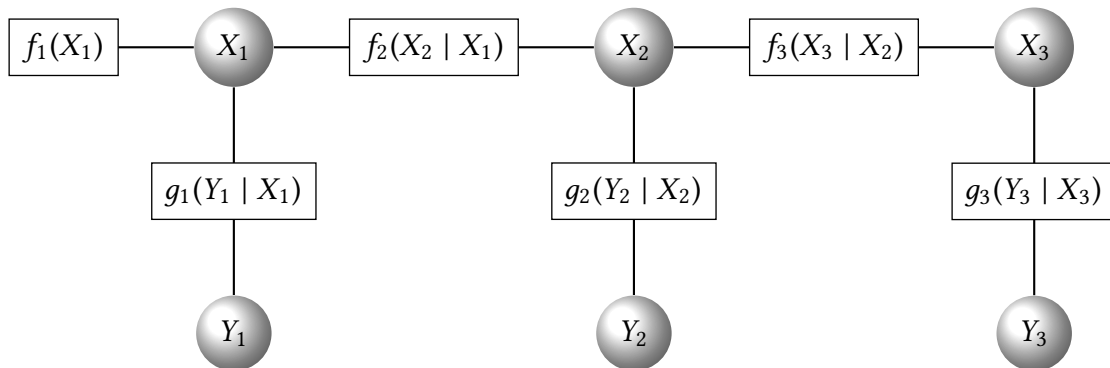 f₁(X₁) X₁ f₂(X₂ | X₁) X₂ f₃(X₃ | X₂) X₃
g₁(Y₁ | X₁) g₂(Y₂ | X₂) g₃(Y₃ | X₃)
Y₁ Y₂ Y₃